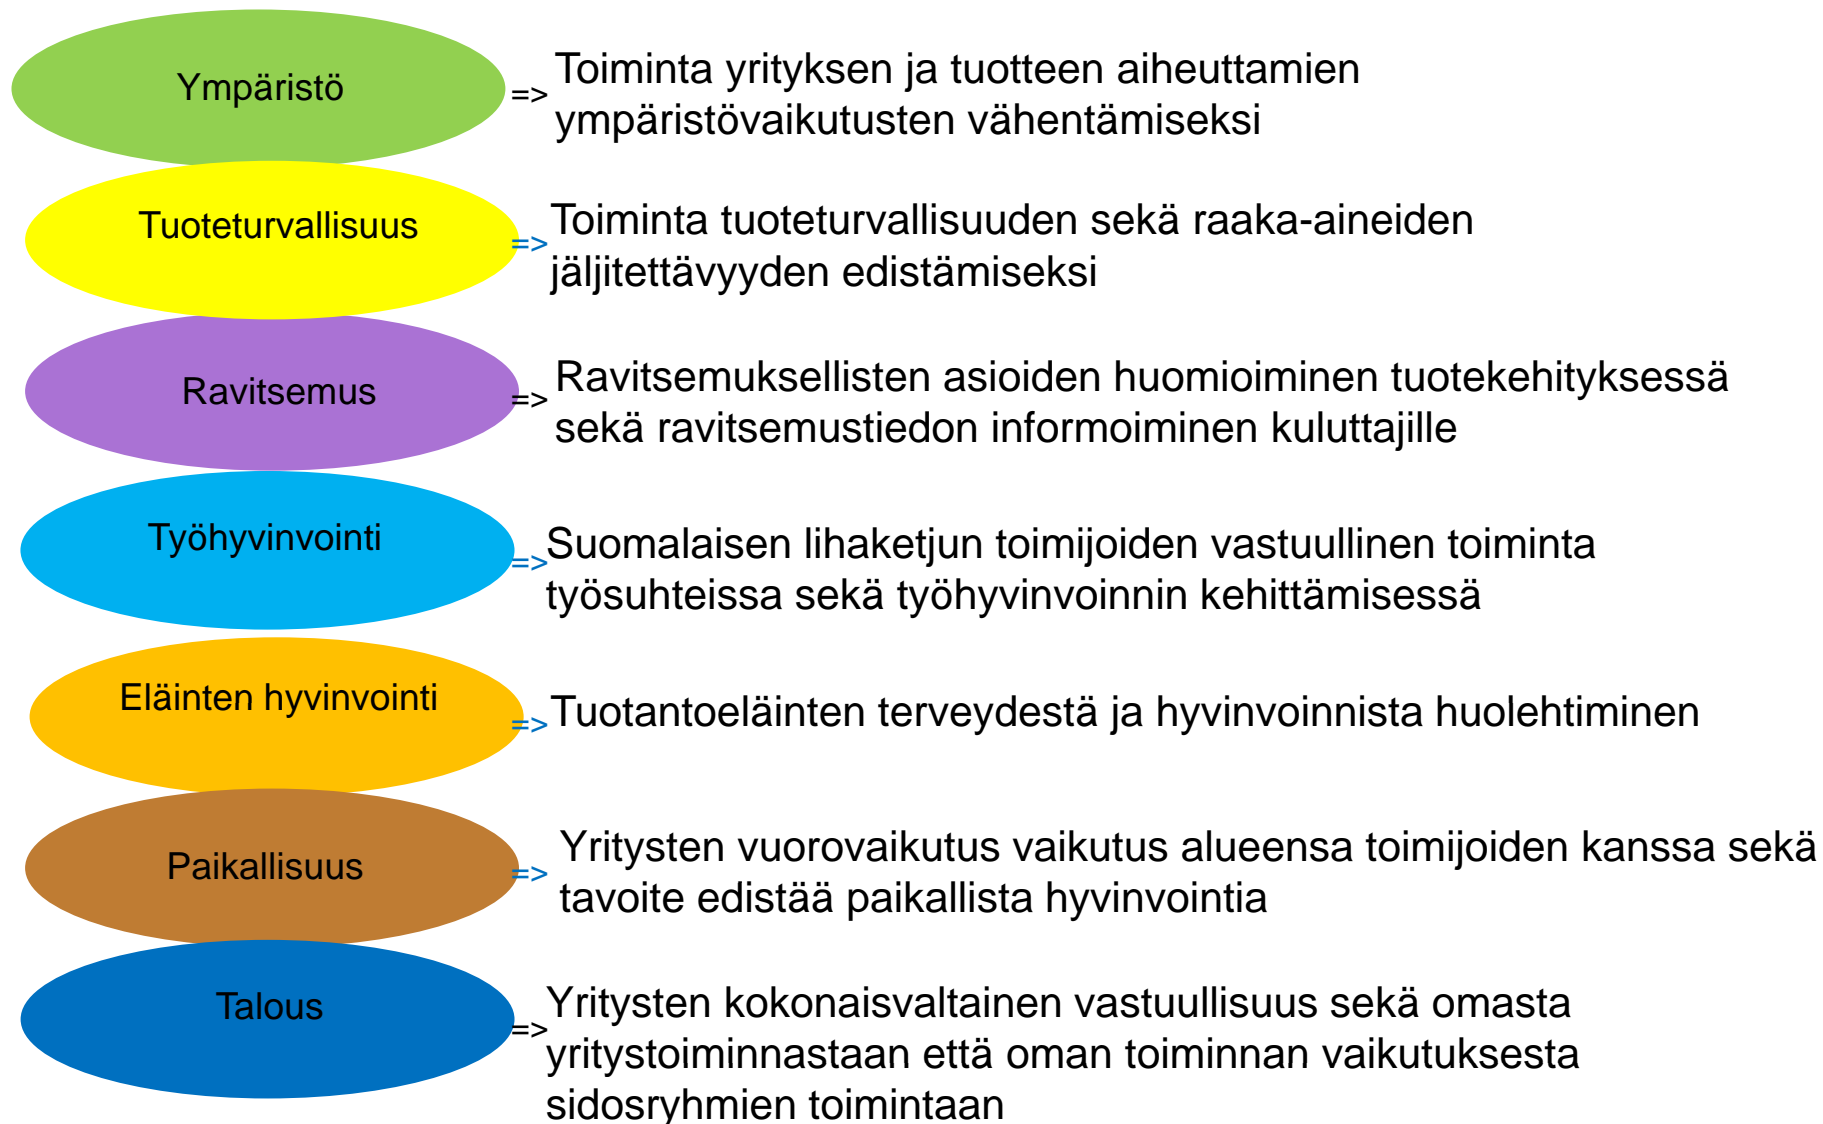 Ympäristö
=> Toiminta yrityksen ja tuotteen aiheuttamien
ympäristövaikutusten vähentämiseksi
Tuoteturvallisuus
=> Toiminta tuoteturvallisuuden sekä raaka-aineiden
jäljitettävyyden edistämiseksi
Ravitsemus
=> Ravitsemuksellisten asioiden huomioiminen tuotekehityksessä
sekä ravitsemustiedon informoiminen kuluttajille
Työhyvinvointi
=> Suomalaisen lihaketjun toimijoiden vastuullinen toiminta
työsuhteissa sekä työhyvinvoinnin kehittämisessä
Eläinten hyvinvointi
=> Tuotantoeläinten terveydestä ja hyvinvoinnista huolehtiminen
Paikallisuus
=> Yritysten vuorovaikutus vaikutus alueensa toimijoiden kanssa sekä
tavoite edistää paikallista hyvinvointia
Talous
=> Yritysten kokonaisvaltainen vastuullisuus sekä omasta
yritystoiminnastaan että oman toiminnan vaikutuksesta
sidosryhmien toimintaan